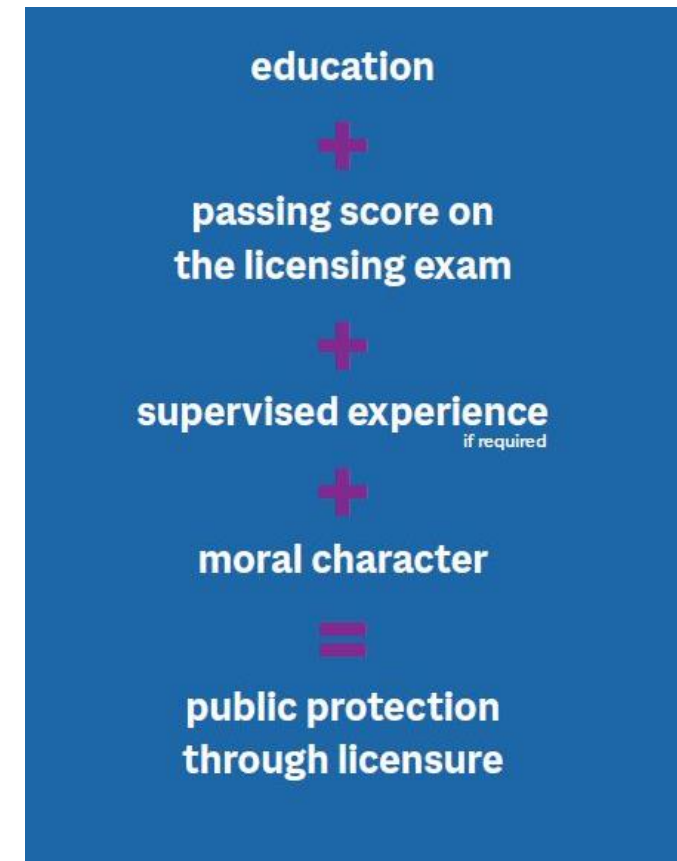 education
+
passing score on
the licensing exam
+
supervised experience
if required
+
moral character
=
public protection
through licensure